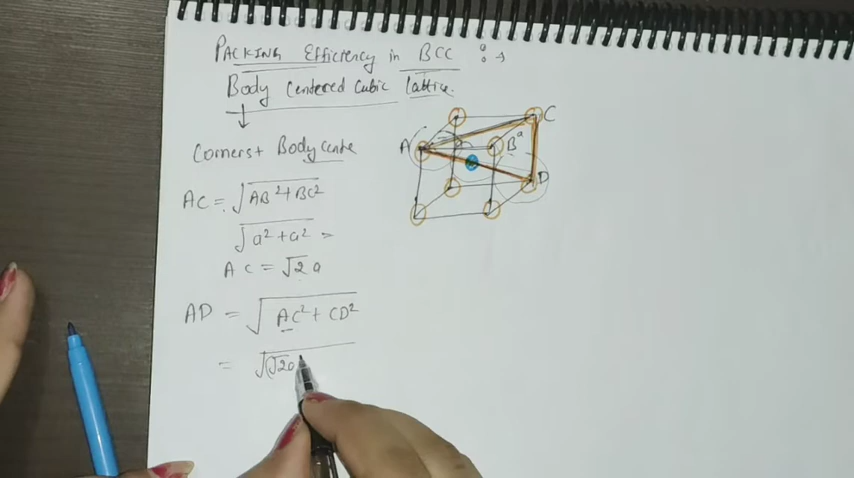 PACKING Efficiency in BCC :→
Body Centered Cubic lattice.
Corners + Body centre
AC = √AB²+BC²
√a²+a² =
AC = √2 a
AD = √AC²+CD²
= √(√2a
A
B
a
C
D